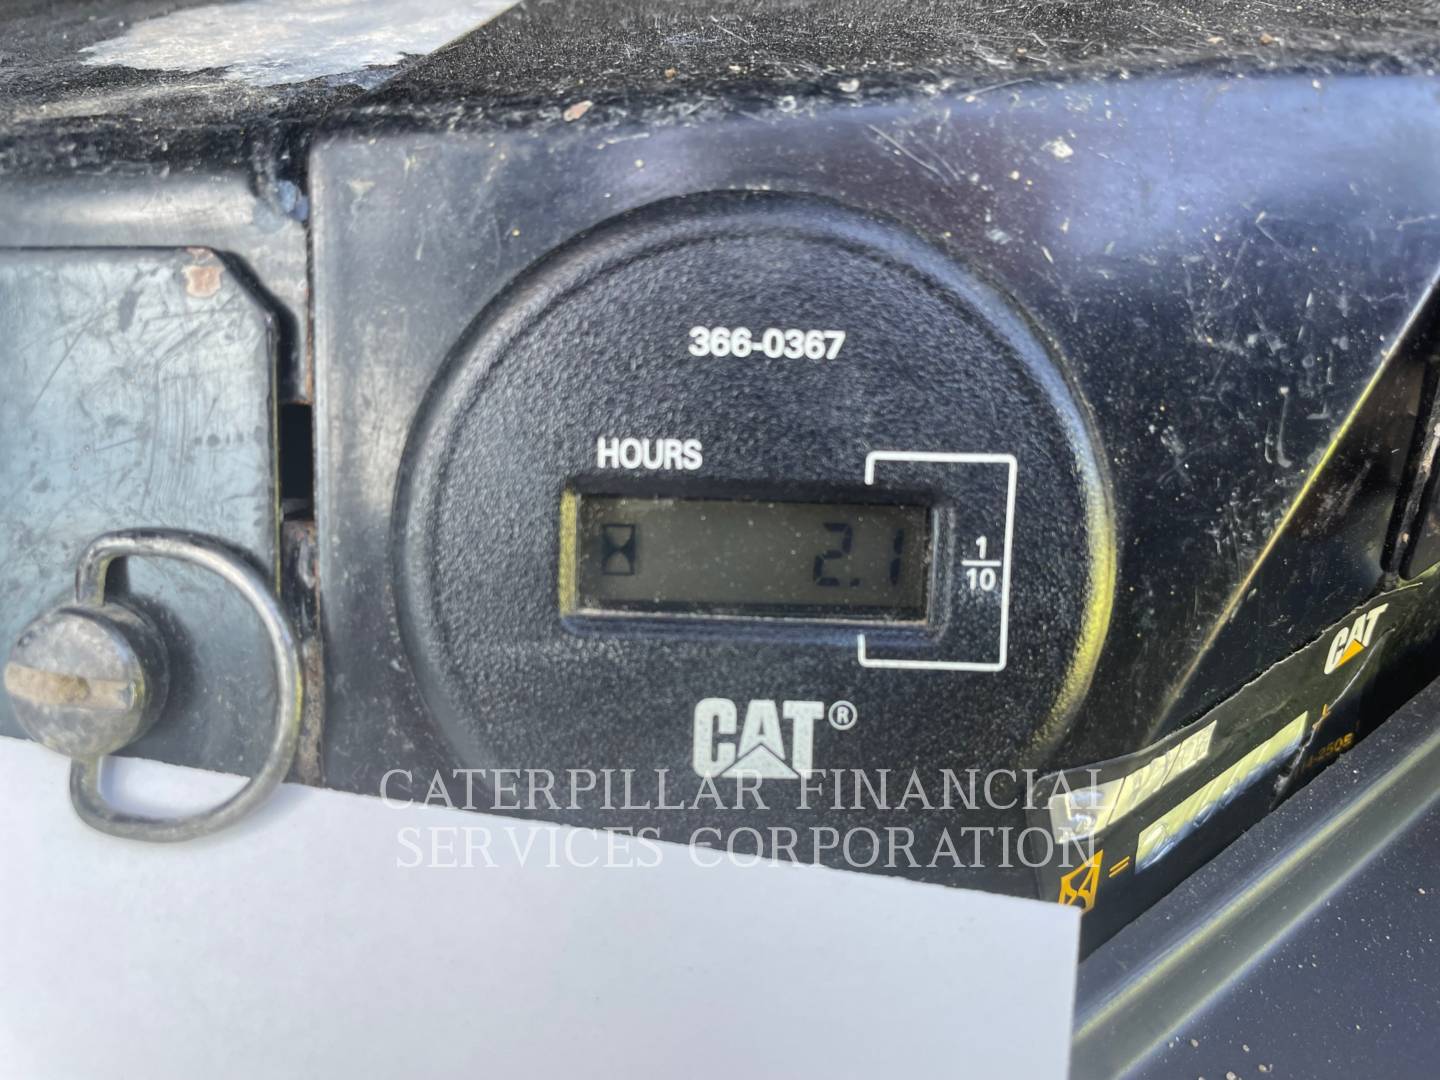 366-0367
HOURS
2.1
1
10
CAT®
CAT
CATERPILLAR FINANCIAL
SERVICES CORPORATION